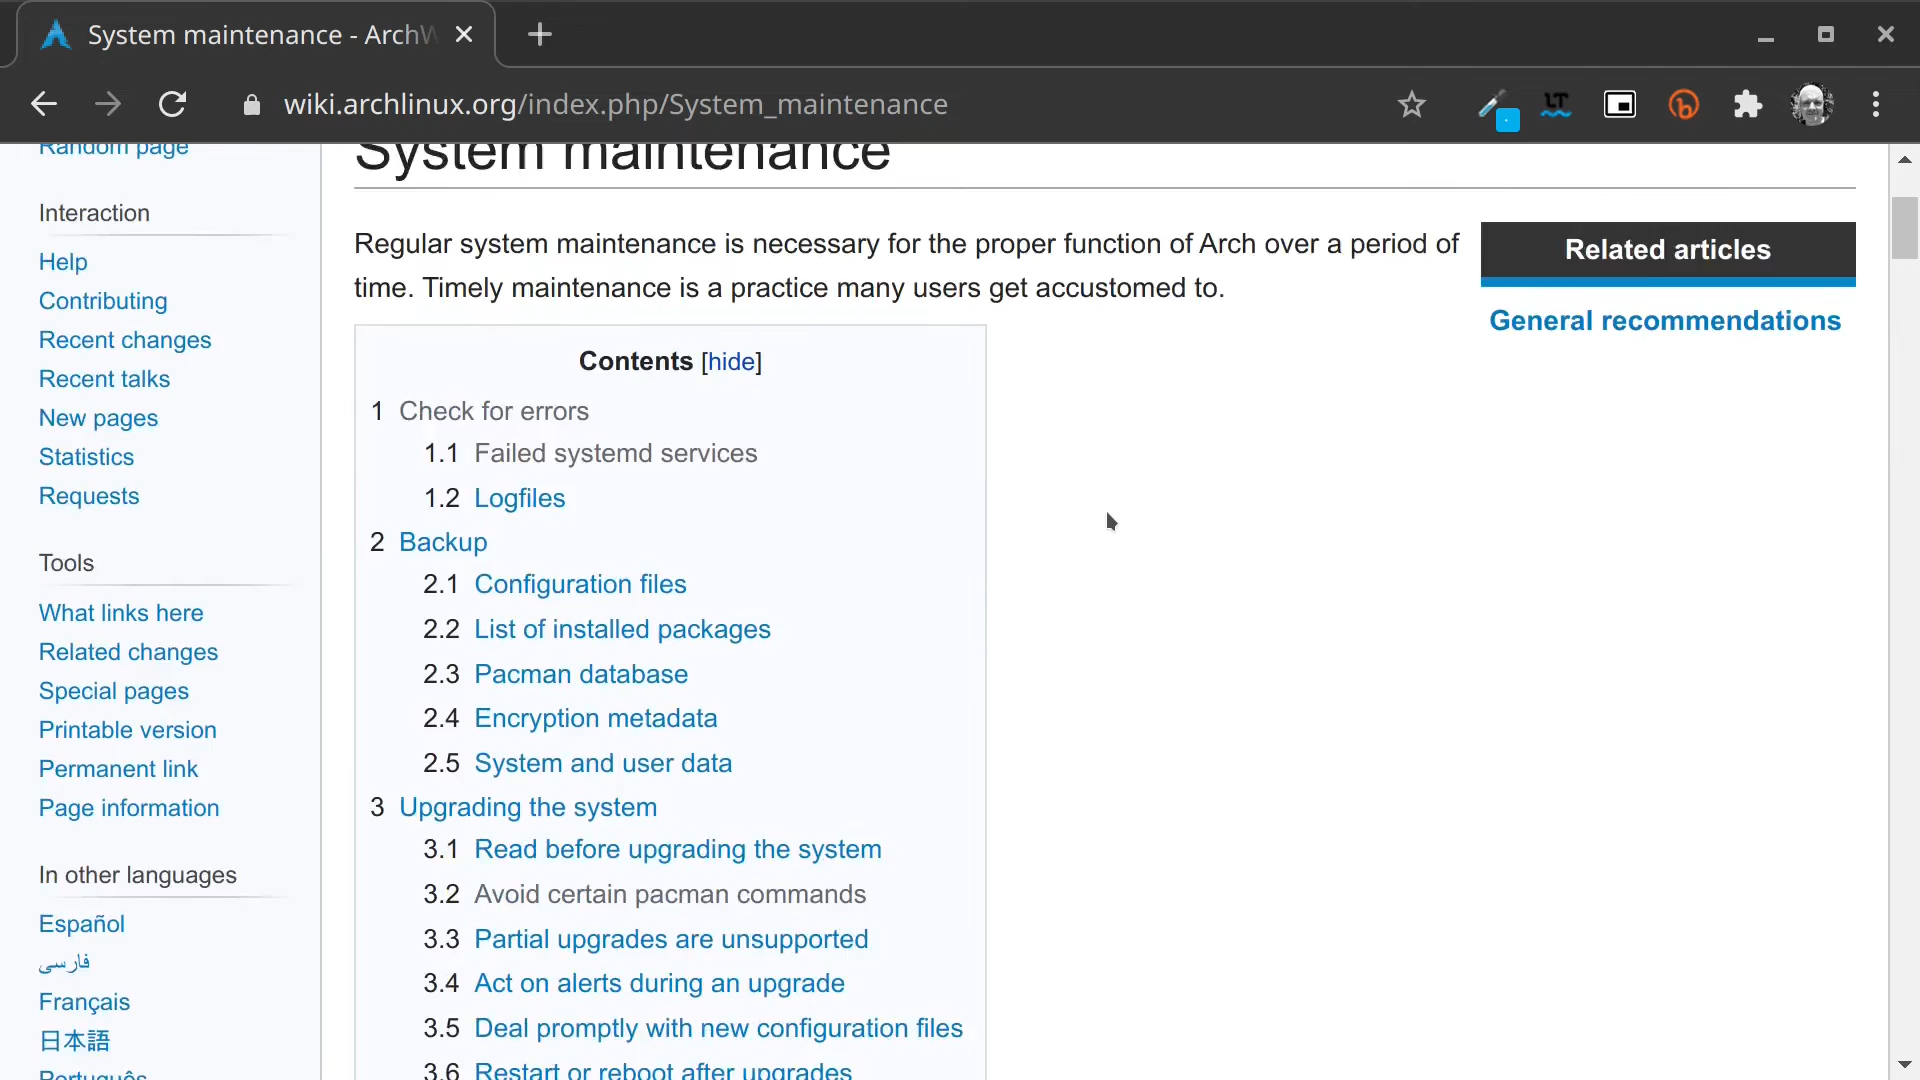 System maintenance - ArchW
wiki.archlinux.org/index.php/System_maintenance
LT
b
Random page
Interaction
Help
Contributing
Recent changes
Recent talks
New pages
Statistics
Requests
Tools
What links here
Related changes
Special pages
Printable version
Permanent link
Page information
In other languages
Español
فارسی
Français
日本語
Português
System maintenance
Regular system maintenance is necessary for the proper function of Arch over a period of
time. Timely maintenance is a practice many users get accustomed to.
Related articles
General recommendations
Contents [hide]
1 Check for errors
1.1 Failed systemd services
1.2 Logfiles
2 Backup
2.1 Configuration files
2.2 List of installed packages
2.3 Pacman database
2.4 Encryption metadata
2.5 System and user data
3 Upgrading the system
3.1 Read before upgrading the system
3.2 Avoid certain pacman commands
3.3 Partial upgrades are unsupported
3.4 Act on alerts during an upgrade
3.5 Deal promptly with new configuration files
3.6 Restart or reboot after upgrades